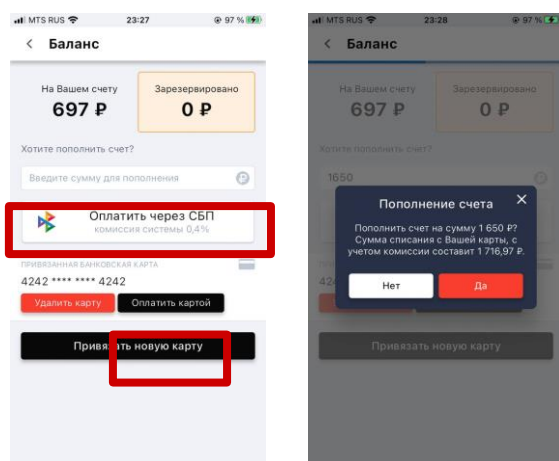 MTS RUS 23:27 97 %
Баланс
На Вашем счету
697 ₽
Зарезервировано
0 ₽
Хотите пополнить счет?
Введите сумму для пополнения
Оплатить через СБП
комиссия системы 0,4%
ПРИВЯЗАННАЯ БАНКОВСКАЯ КАРТА
4242 **** **** 4242
Удалить карту
Оплатить картой
Привязать новую карту
MTS RUS 23:28 97 %
Баланс
На Вашем счету
697 ₽
Зарезервировано
0 ₽
Хотите пополнить счет?
1650
Пополнение счета
Пополнить счет на сумму 1 650 ₽?
Сумма списания с Вашей карты, с
учетом комиссии составит 1 716,97 ₽.
Нет
Да
Привязать новую карту